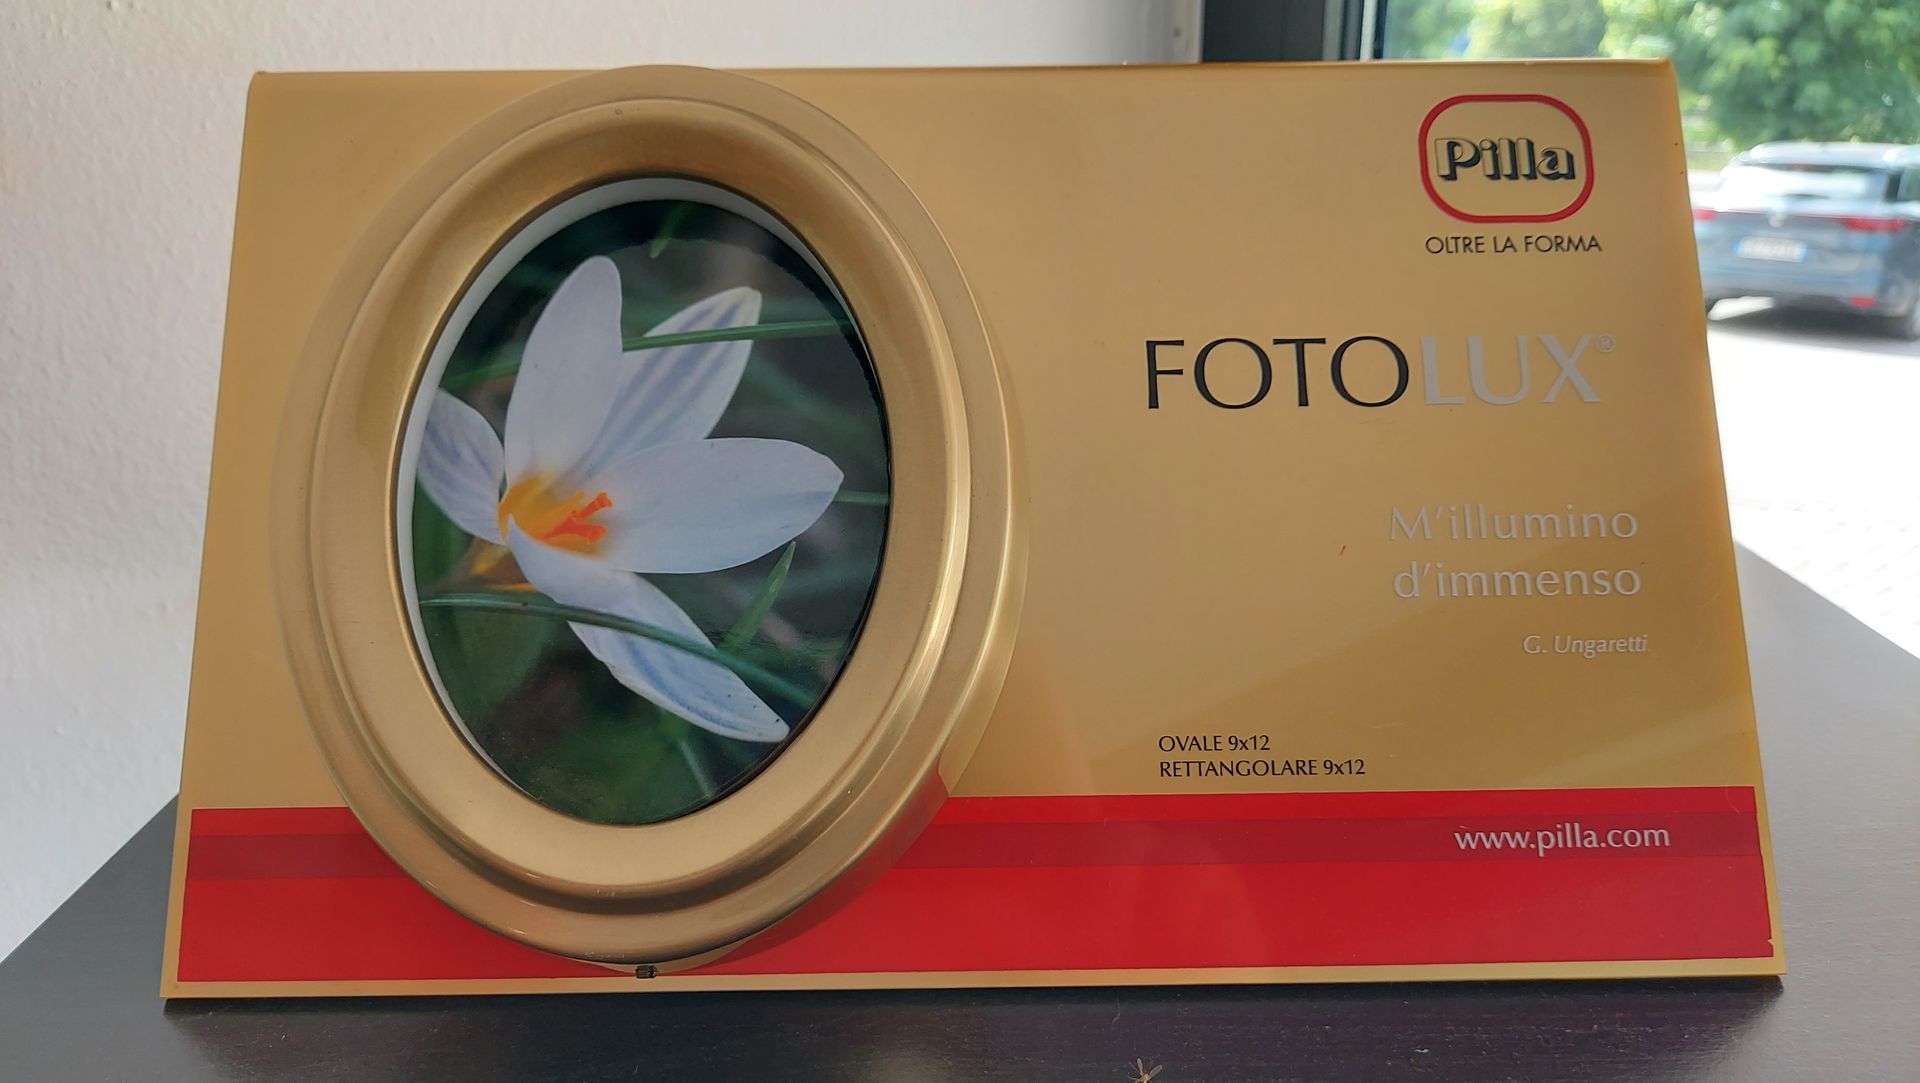 Pilla
OLTRE LA FORMA
FOTOLUX®
M'illumino
d'immenso
G. Ungaretti
OVALE 9x12
RETTANGOLARE 9x12
www.pilla.com